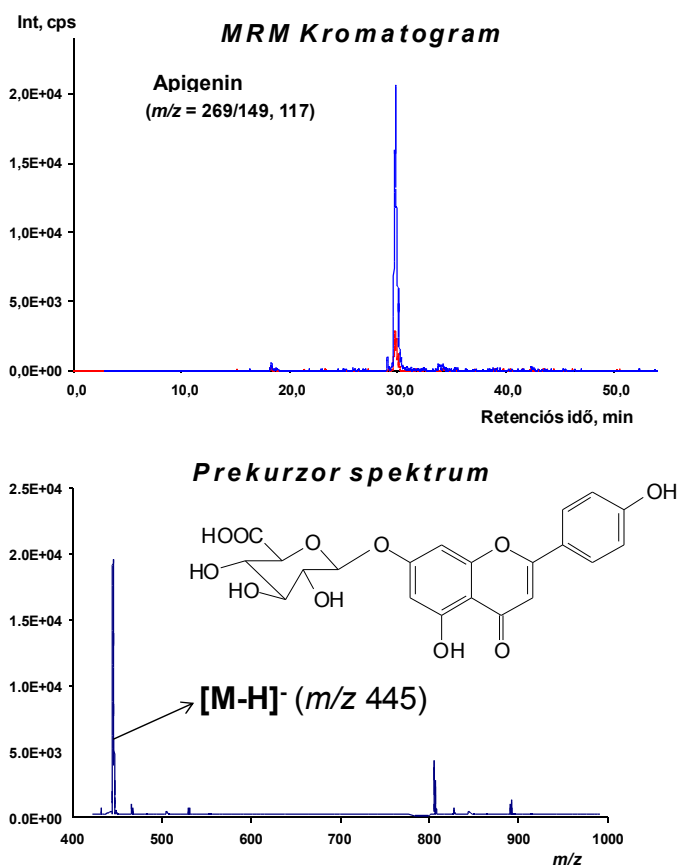 Int, cps
MRM Kromatogram
Apigenin
(m/z = 269/149, 117)
2,0E+04
1,5E+04
1,0E+04
5,0E+03
0,0E+00
0,0 10,0 20,0 30,0 40,0 50,0
Retenciós idő, min
Prekurzor spektrum
2.5E+04
2.0E+04
1.5E+04
1.0E+04
5.0E+03
0.0E+00
OH
HOOC
O
O
O
HO
HO
OH
HO
OH
O
[M-H]- (m/z 445)
400 500 600 700 800 900 1000
m/z